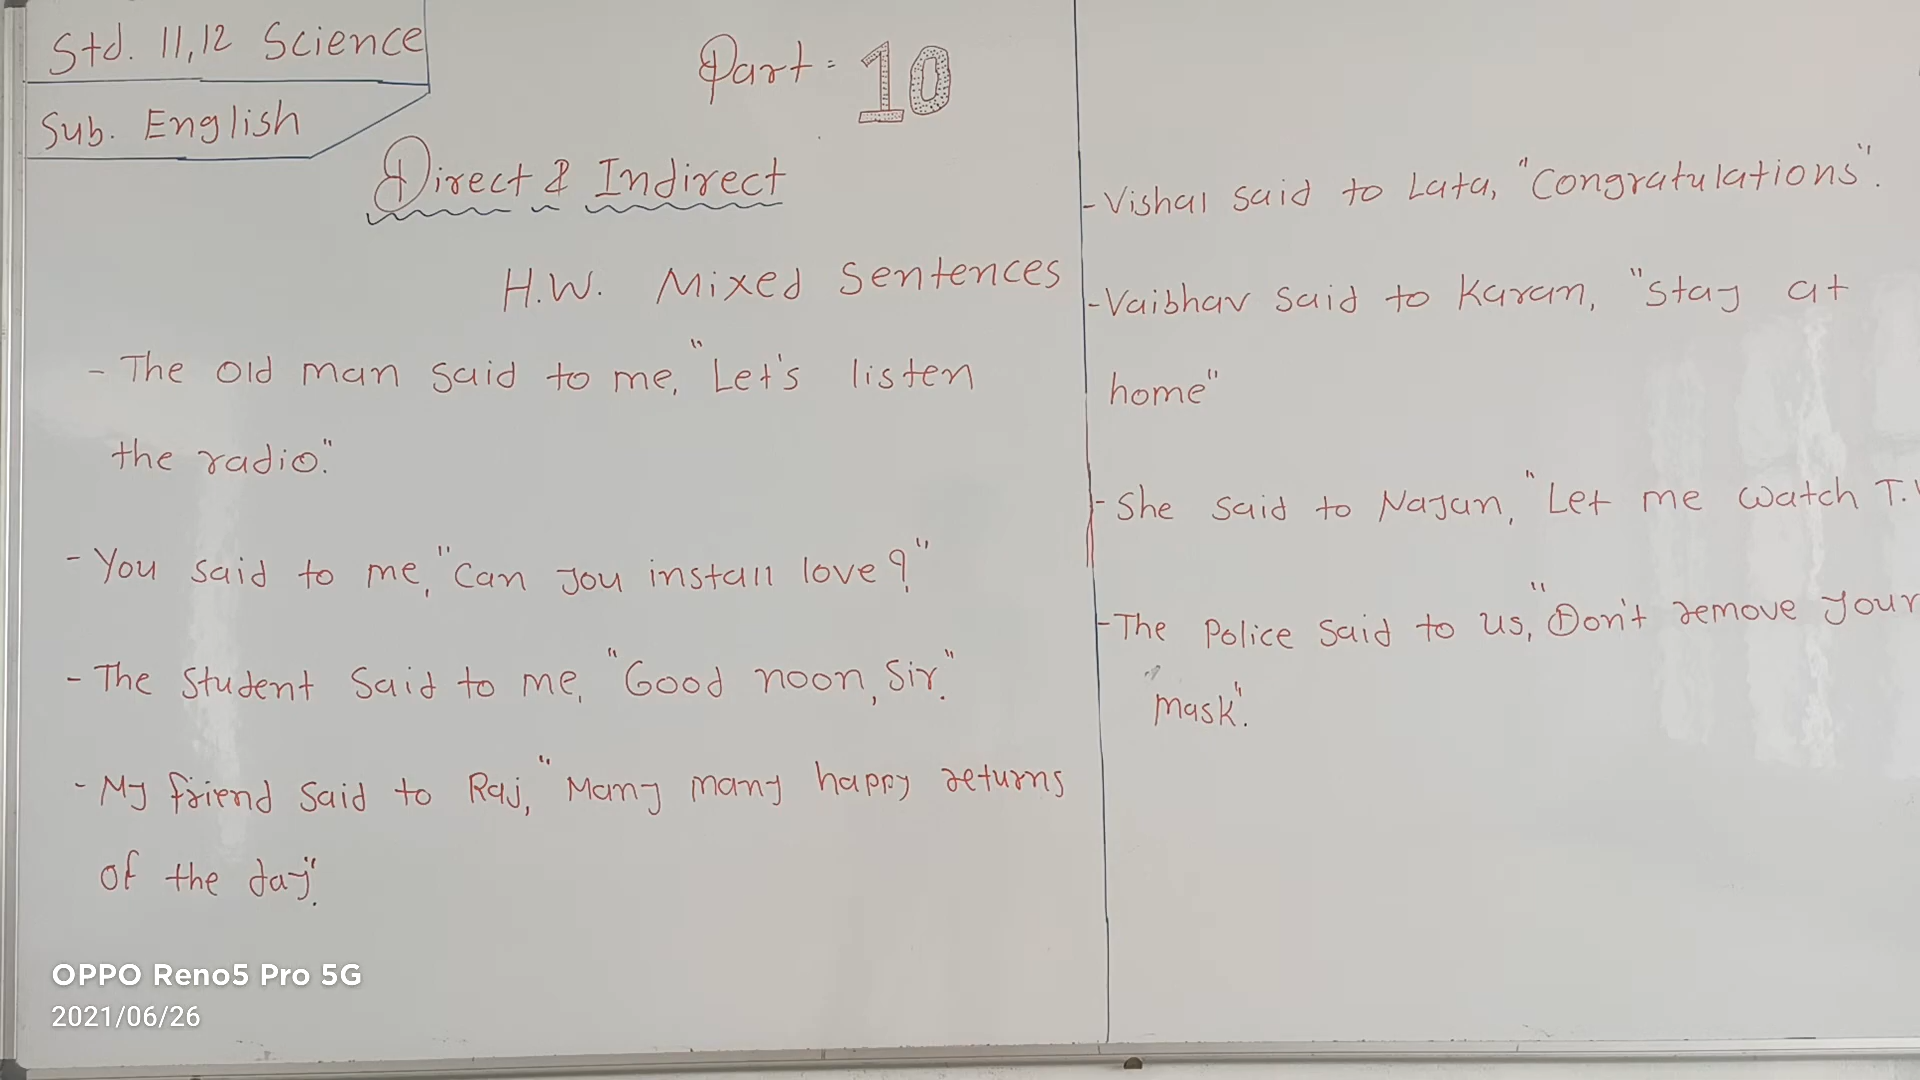 Std. 11,12 Science
Sub. English
Part = 10
Direct & Indirect
H.W. Mixed Sentences
- The old man said to me, "Let's listen
the radio."
- You said to me, "Can you install love?"
- The Student Said to me, "Good noon, Sir."
- My friend Said to Raj, "Many many happy returns
of the day".
- Vishal said to Lata, "Congratulations".
- Vaibhav said to Karan, "Stay at
home"
- She said to Nayan, "Let me watch T.V
- The Police Said to us, "Don't remove your
mask".
OPPO Reno5 Pro 5G
2021/06/26